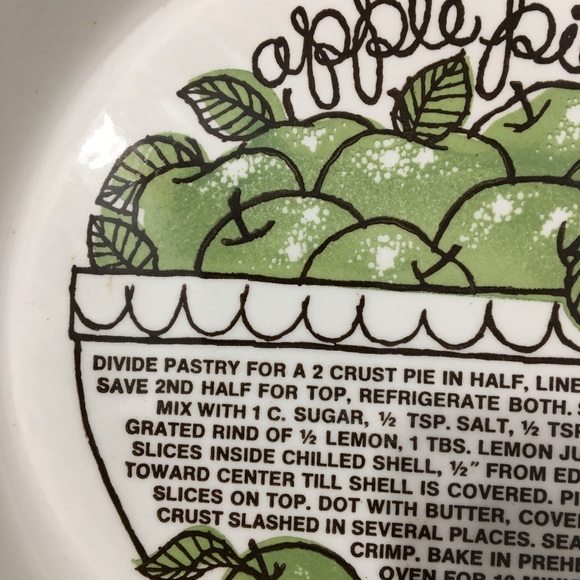 apple pi
DIVIDE PASTRY FOR A 2 CRUST PIE IN HALF, LINE
SAVE 2ND HALF FOR TOP, REFRIGERATE BOTH.
MIX WITH 1 C. SUGAR, ½ TSP. SALT, ½ TSP
GRATED RIND OF ½ LEMON, 1 TBS. LEMON JU
SLICES INSIDE CHILLED SHELL, ½" FROM ED
TOWARD CENTER TILL SHELL IS COVERED. PI
SLICES ON TOP. DOT WITH BUTTER, COVE
CRUST SLASHED IN SEVERAL PLACES. SEA
CRIMP. BAKE IN PREH
OVEN FOR